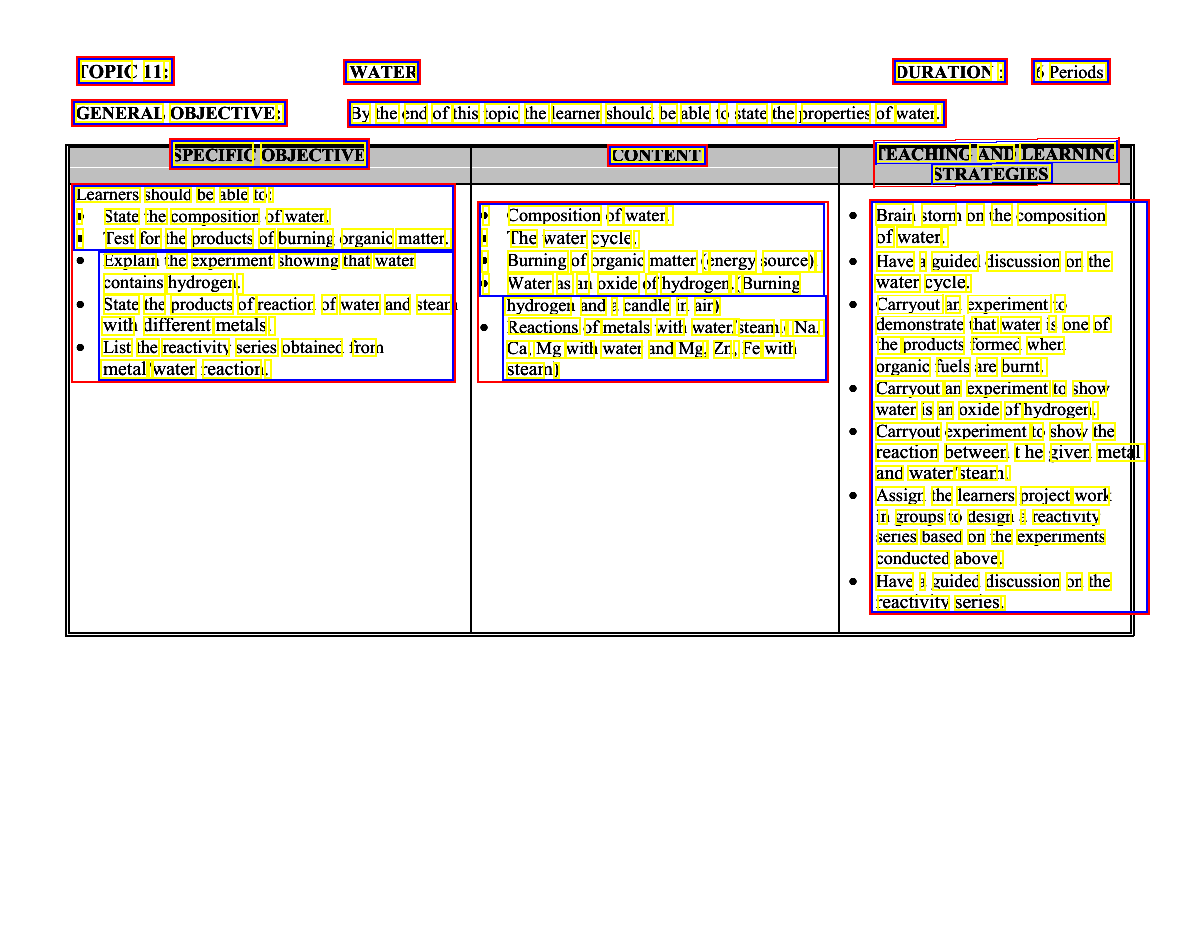 TOPIC 11: WATER DURATION : 6 Periods
GENERAL OBJECTIVE: By the end of this topic the learner should be able to state the properties of water.
SPECIFIC OBJECTIVE
Learners should be able to:
• State the composition of water.
• Test for the products of burning organic matter.
• Explain the experiment showing that water
contains hydrogen.
• State the products of reaction of water and steam
with different metals.
• List the reactivity series obtained from
metal/water reaction.
CONTENT
• Composition of water.
• The water cycle.
• Burning of organic matter (energy source)
• Water as an oxide of hydrogen.(Burning
hydrogen and a candle in air)
• Reactions of metals with water/steam.( Na,
Ca, Mg with water and Mg, Zn, Fe with
steam)
TEACHING AND LEARNING
STRATEGIES
• Brain storm on the composition
of water.
• Have a guided discussion on the
water cycle.
• Carryout an experiment to
demonstrate that water is one of
the products formed when
organic fuels are burnt.
• Carryout an experiment to show
water is an oxide of hydrogen.
• Carryout experiment to show the
reaction between t he given metal
and water/steam.
• Assign the learners project work
in groups to design a reactivity
series based on the experiments
conducted above.
• Have a guided discussion on the
reactivity series.